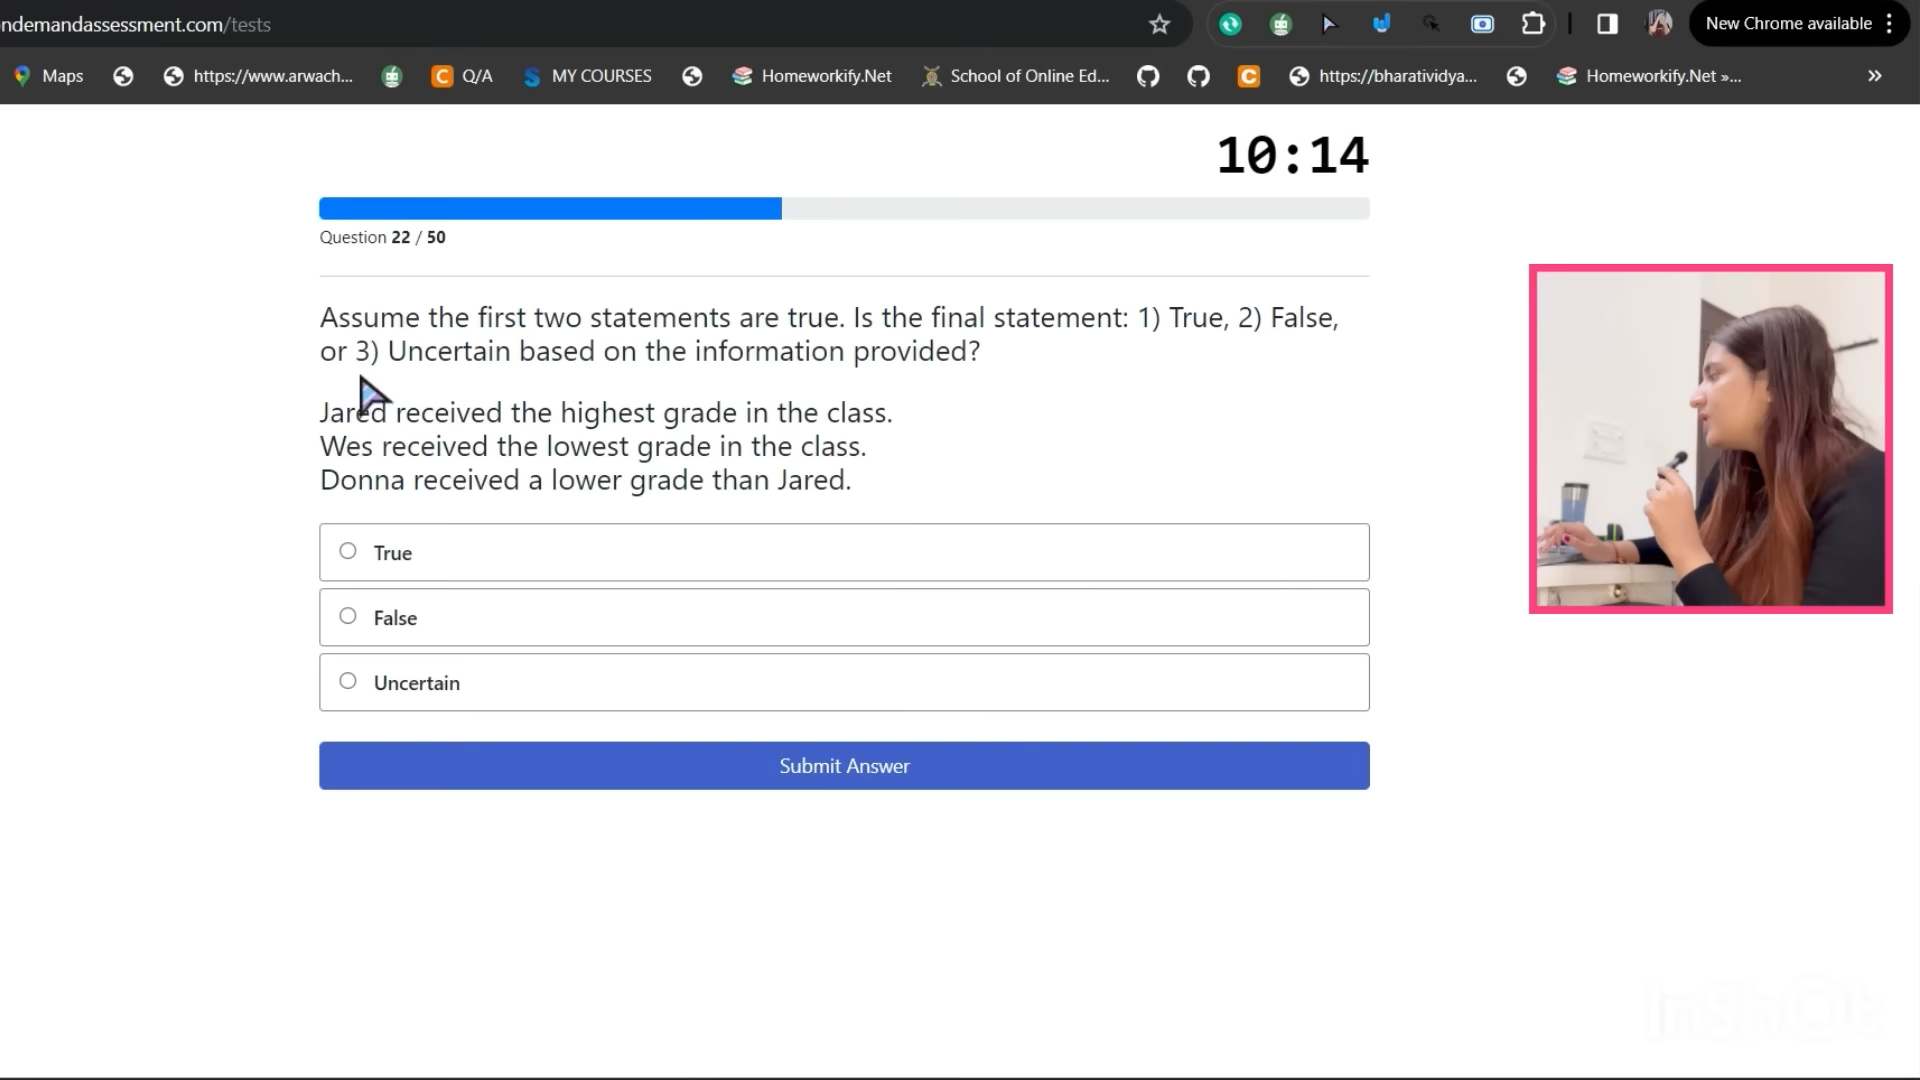 ndemandassessment.com/tests
New Chrome available
Maps
https://www.arwach...
Q/A
MY COURSES
Homeworkify.Net
School of Online Ed...
https://bharatividya...
Homeworkify.Net »...
»
10:14
Question 22 / 50
Assume the first two statements are true. Is the final statement: 1) True, 2) False,
or 3) Uncertain based on the information provided?
Jared received the highest grade in the class.
Wes received the lowest grade in the class.
Donna received a lower grade than Jared.
True
False
Uncertain
Submit Answer
InShOt